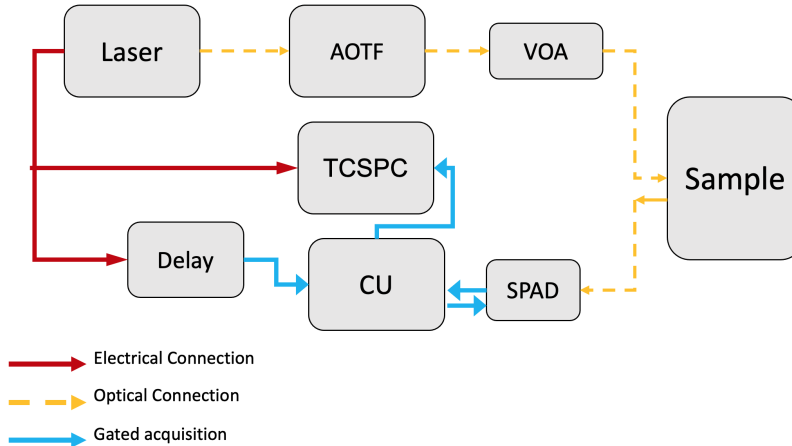 Laser
AOTF
VOA
TCSPC
Sample
Delay
CU
SPAD
Electrical Connection
Optical Connection
Gated acquisition